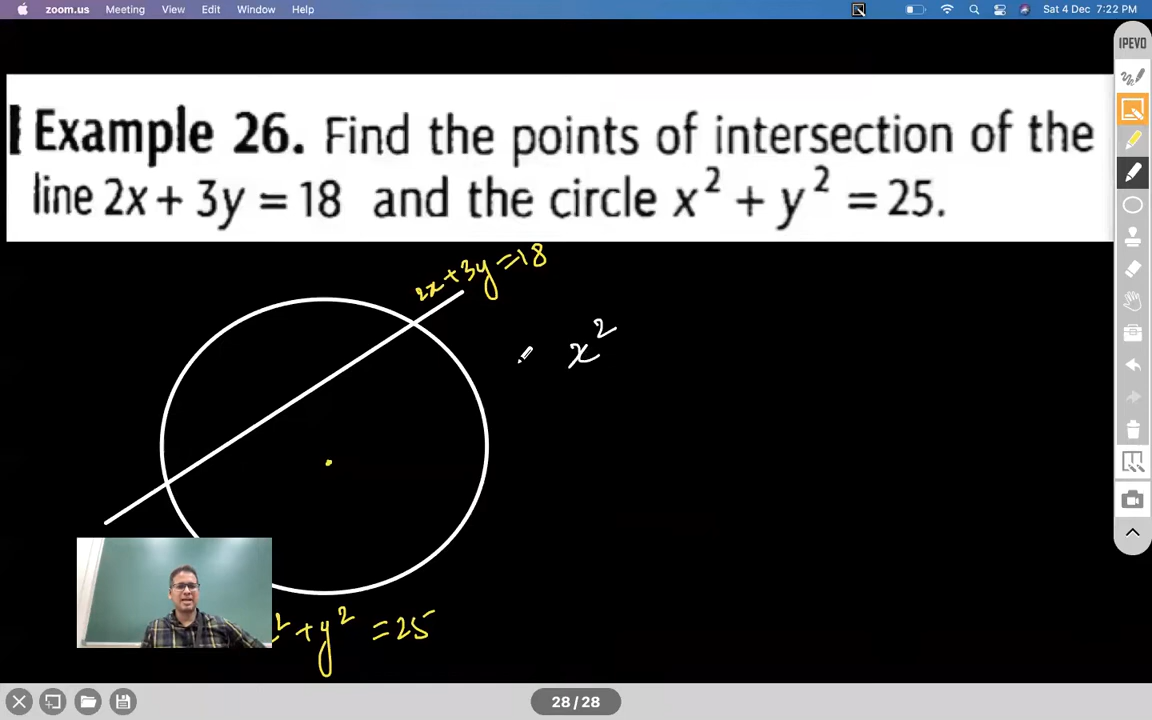 zoom.us Meeting View Edit Window Help Sat 4 Dec 7:22 PM
IPEVO
Example 26. Find the points of intersection of the
line 2x + 3y = 18 and the circle x² + y² = 25.
2x+3y=18
x²
² + y² = 25
28 / 28